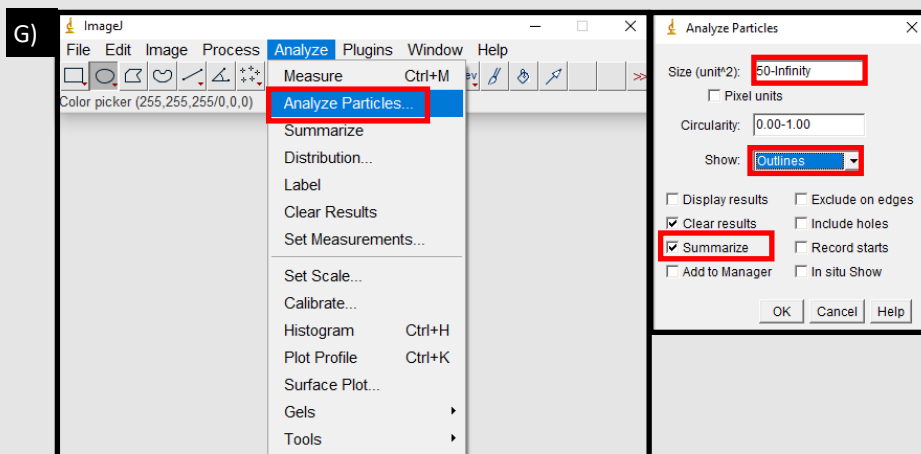 G)
ImageJ
File Edit Image Process Analyze Plugins Window Help
Color picker (255,255,255/0,0,0)
>>
Measure Ctrl+M
Analyze Particles...
Summarize
Distribution...
Label
Clear Results
Set Measurements...
Set Scale...
Calibrate...
Histogram Ctrl+H
Plot Profile Ctrl+K
Surface Plot...
Gels
Tools
Analyze Particles
Size (unit^2): 50-Infinity
Pixel units
Circularity: 0.00-1.00
Show: Outlines
Display results Exclude on edges
Clear results Include holes
Summarize Record starts
Add to Manager In situ Show
OK Cancel Help